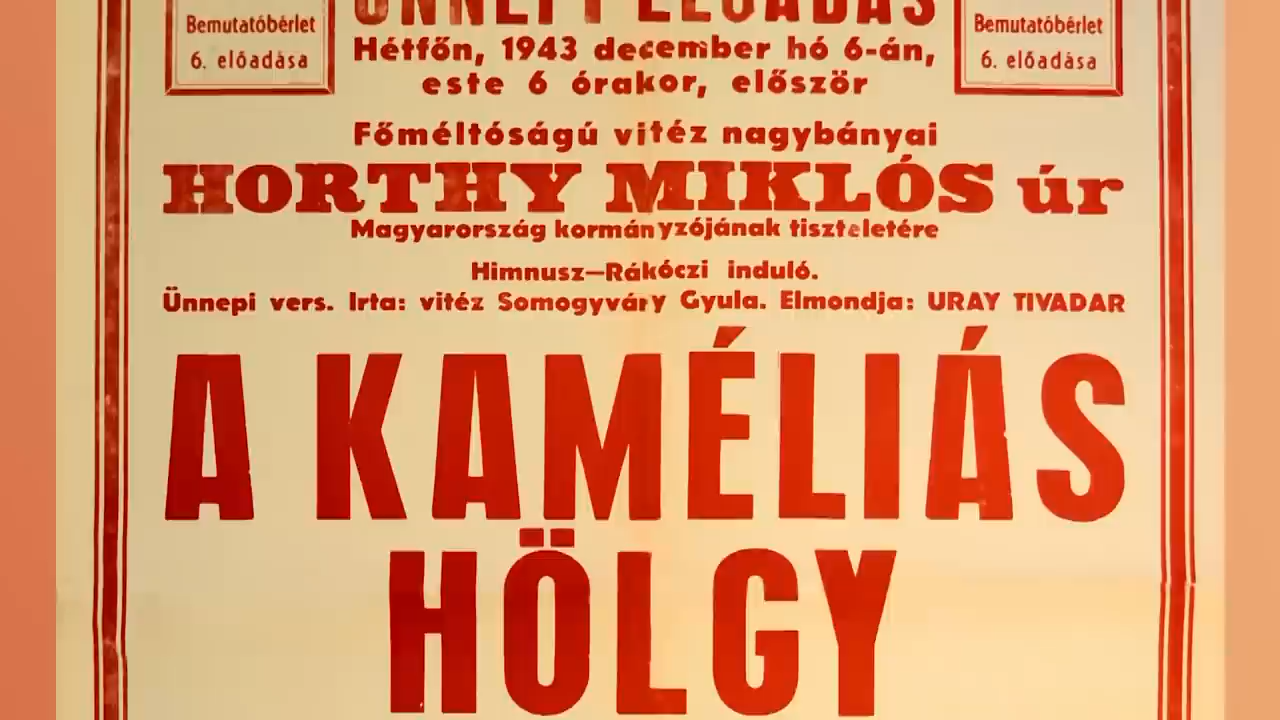 ÜNNEPI ELŐADÁS
Bemutatóbérlet
6. előadása
Hétfőn, 1943 december hó 6-án,
este 6 órakor, először
Bemutatóbérlet
6. előadása
Főméltóságú vitéz nagybányai
HORTHY MIKLÓS úr
Magyarország kormányzójának tiszteletére
Himnusz—Rákóczi induló.
Ünnepi vers. Irta: vitéz Somogyváry Gyula. Elmondja: URAY TIVADAR
A KAMÉLIÁS
HÖLGY